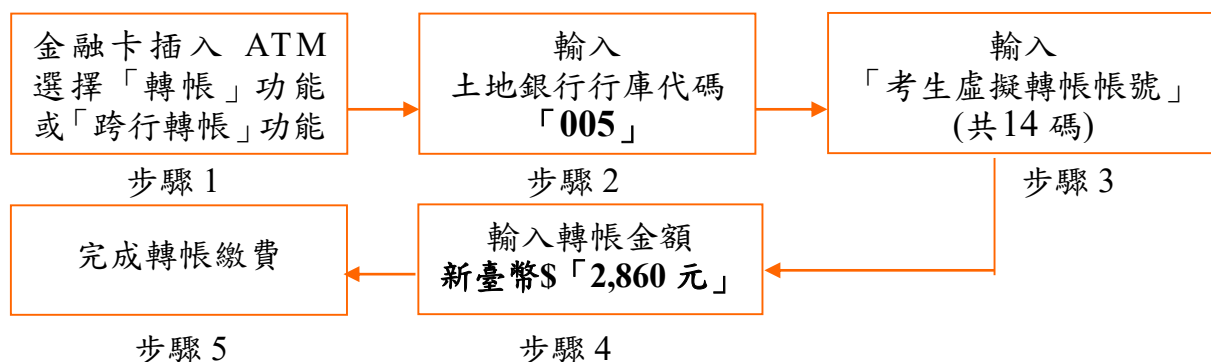 金融卡插入 ATM
選擇「轉帳」功能
或「跨行轉帳」功能
步驟 1
輸入
土地銀行行庫代碼
「005」
步驟 2
輸入
「考生虛擬轉帳帳號」
(共14 碼)
步驟 3
輸入轉帳金額
新臺幣$「2,860 元」
步驟 4
完成轉帳繳費
步驟 5